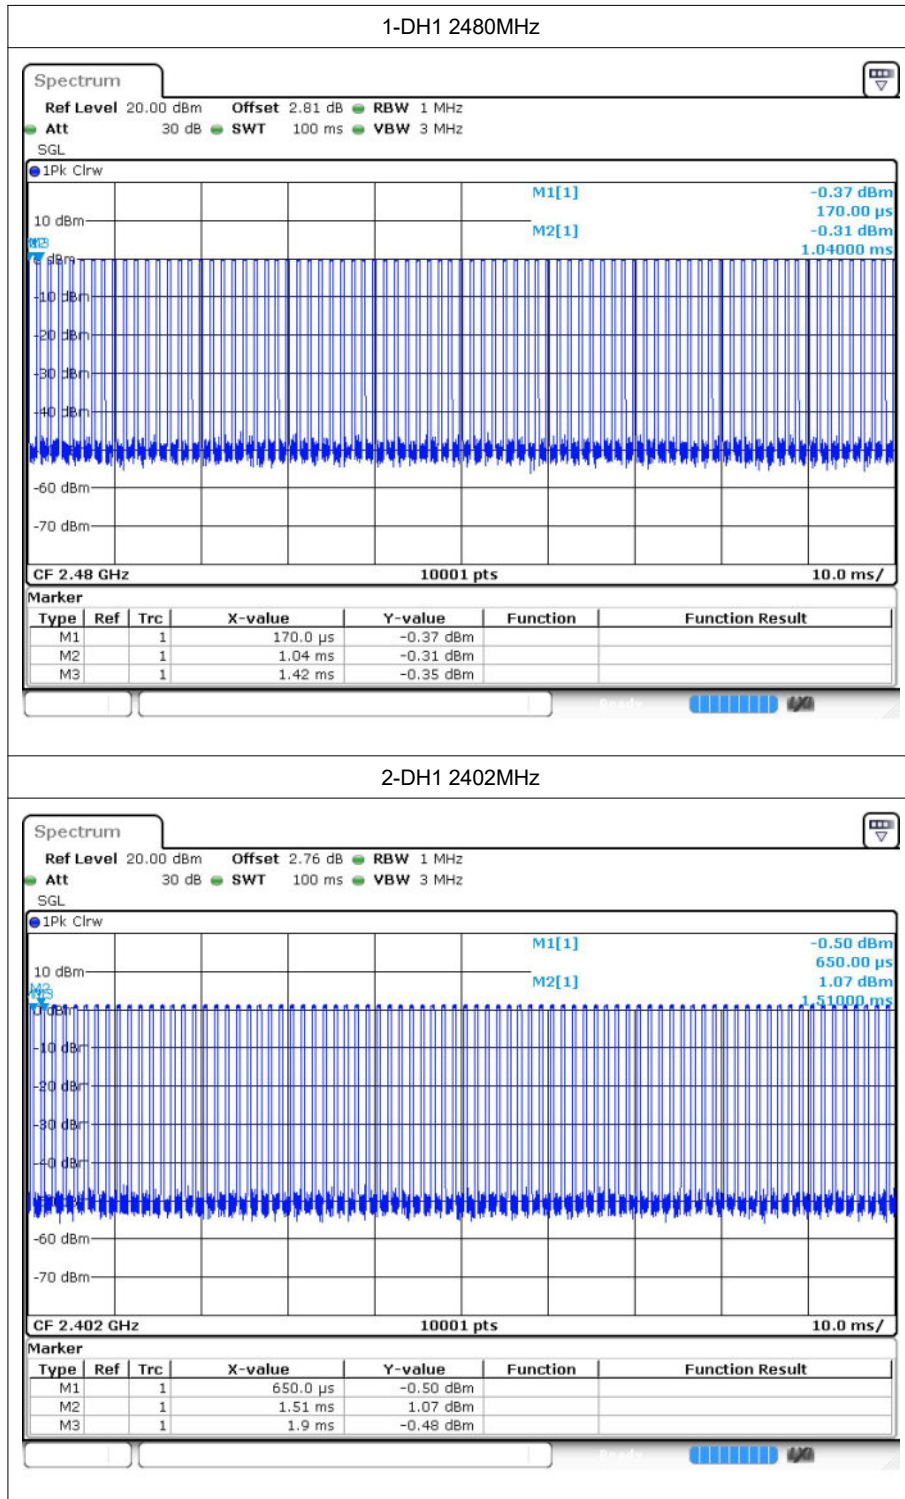 1-DH1 2480MHz
Spectrum
Ref Level 20.00 dBm Offset 2.81 dB RBW 1 MHz
Att 30 dB SWT 100 ms VBW 3 MHz
SGL
1Pk Clrw
M1[1] -0.37 dBm
170.00 µs
10 dBm
M2[1] -0.31 dBm
1.04000 ms
-10 dBm
-20 dBm
-30 dBm
-40 dBm
-60 dBm
-70 dBm
CF 2.48 GHz 10001 pts 10.0 ms/
Marker
Type Ref Trc X-value Y-value Function Function Result
M1 1 170.0 µs -0.37 dBm
M2 1 1.04 ms -0.31 dBm
M3 1 1.42 ms -0.35 dBm
Ready
2-DH1 2402MHz
Spectrum
Ref Level 20.00 dBm Offset 2.76 dB RBW 1 MHz
Att 30 dB SWT 100 ms VBW 3 MHz
SGL
1Pk Clrw
M1[1] -0.50 dBm
650.00 µs
10 dBm
M2[1] 1.07 dBm
M2
1.51000 ms
0 dBm
-10 dBm
-20 dBm
-30 dBm
-40 dBm
-60 dBm
-70 dBm
CF 2.402 GHz 10001 pts 10.0 ms/
Marker
Type Ref Trc X-value Y-value Function Function Result
M1 1 650.0 µs -0.50 dBm
M2 1 1.51 ms 1.07 dBm
M3 1 1.9 ms -0.48 dBm